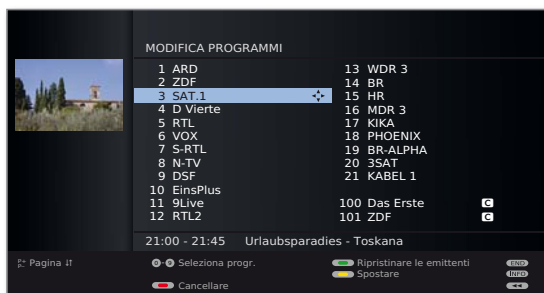 MODIFICA PROGRAMMI
1 ARD
2 ZDF
3 SAT.1
4 D Vierte
5 RTL
6 VOX
7 S-RTL
8 N-TV
9 DSF
10 EinsPlus
11 9Live
12 RTL2
13 WDR 3
14 BR
15 HR
16 MDR 3
17 KIKA
18 PHOENIX
19 BR-ALPHA
20 3SAT
21 KABEL 1
100 Das Erste C
101 ZDF C
21:00 - 21:45 Urlaubsparadies - Toskana
P+ P- Pagina ↓↑
0-9 Seleziona progr.
Cancellare
Ripristinare le emittenti
Spostare
END
INFO